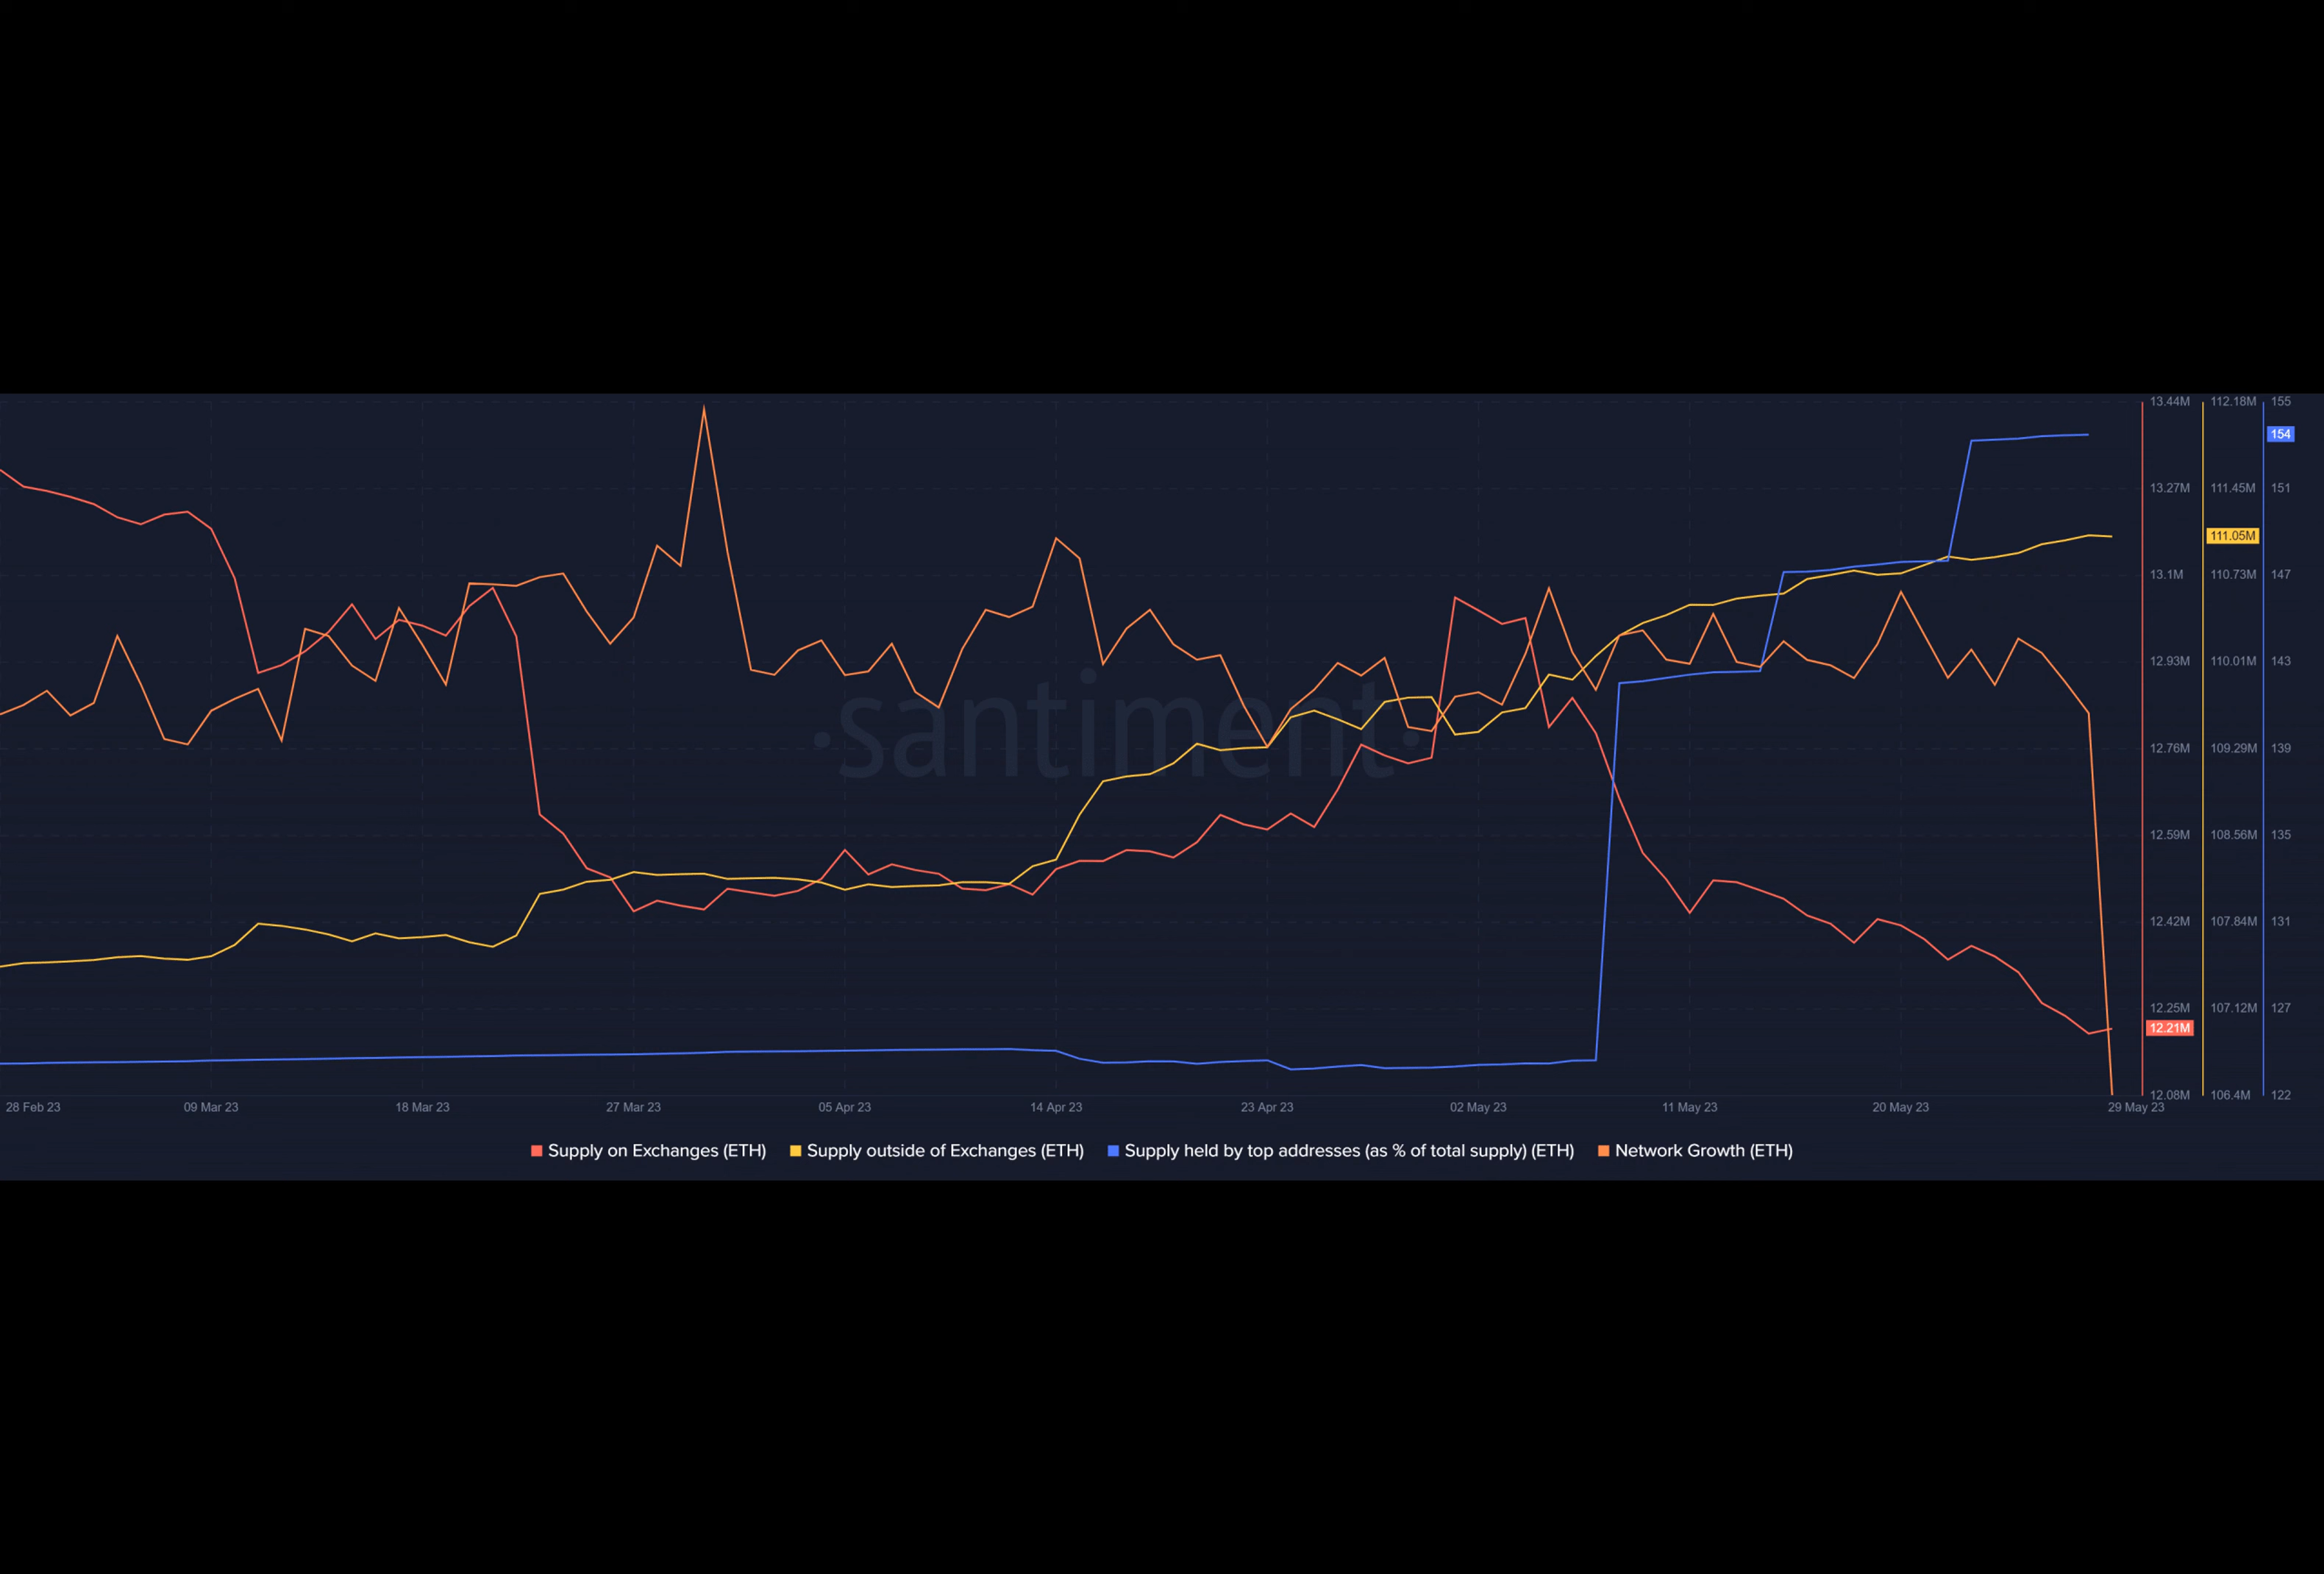 ·santiment·
13.44M 112.18M 155
154
13.27M 111.45M 151
111.05M
13.1M 110.73M 147
12.93M 110.01M 143
12.76M 109.29M 139
12.59M 108.56M 135
12.42M 107.84M 131
12.25M 107.12M 127
12.21M
12.08M 106.4M 122
28 Feb 23 09 Mar 23 18 Mar 23 27 Mar 23 05 Apr 23 14 Apr 23 23 Apr 23 02 May 23 11 May 23 20 May 23 29 May 23
Supply on Exchanges (ETH) Supply outside of Exchanges (ETH) Supply held by top addresses (as % of total supply) (ETH) Network Growth (ETH)